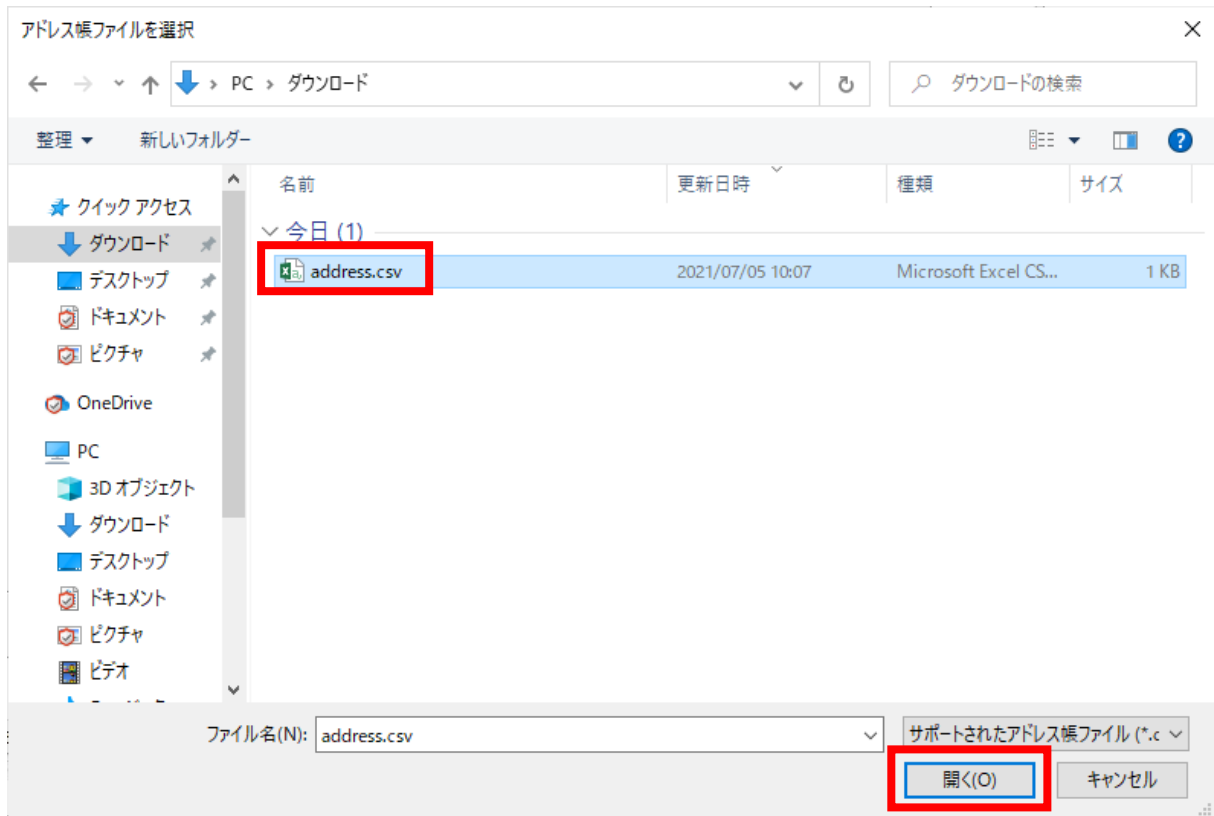 アドレス帳ファイルを選択
PC › ダウンロード
ダウンロードの検索
整理
新しいフォルダー
名前
更新日時
種類
サイズ
クイック アクセス
ダウンロード
デスクトップ
ドキュメント
ピクチャ
OneDrive
PC
3D オブジェクト
ダウンロード
デスクトップ
ドキュメント
ピクチャ
ビデオ
今日 (1)
address.csv
2021/07/05 10:07
Microsoft Excel CS...
1 KB
ファイル名(N):
address.csv
サポートされたアドレス帳ファイル (*.c
開く(O)
キャンセル